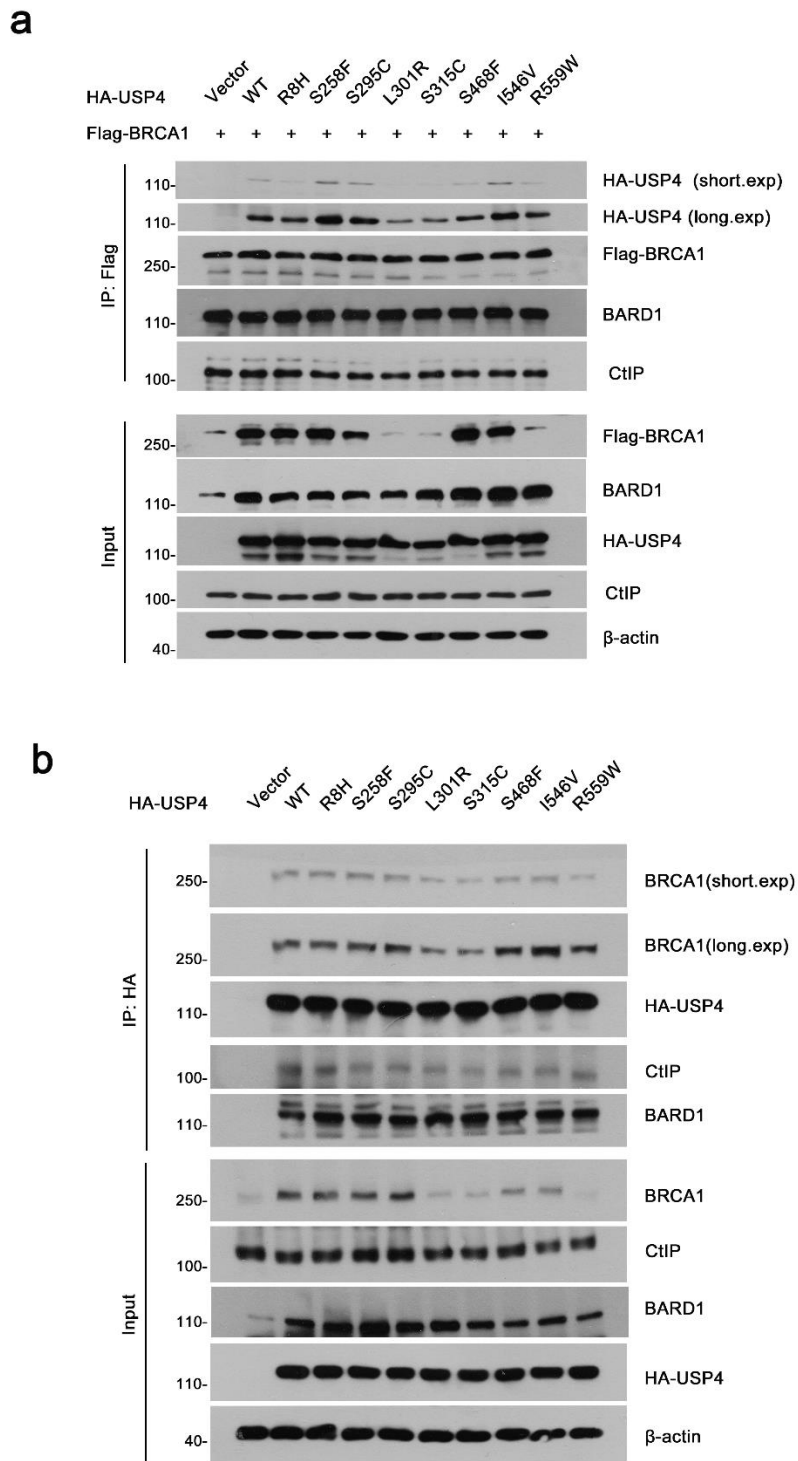 a
HA-USP4 Vector WT R8H S258F S295C L301R S315C S468F I546V R559W
Flag-BRCA1 + + + + + + + + + +
IP: Flag
110- HA-USP4 (short.exp)
110- HA-USP4 (long.exp)
250- Flag-BRCA1
110- BARD1
100- CtIP
Input
250- Flag-BRCA1
110- BARD1
110- HA-USP4
100- CtIP
40- β-actin
b
HA-USP4 Vector WT R8H S258F S295C L301R S315C S468F I546V R559W
IP: HA
250- BRCA1(short.exp)
250- BRCA1(long.exp)
110- HA-USP4
100- CtIP
110- BARD1
Input
250- BRCA1
100- CtIP
110- BARD1
110- HA-USP4
40- β-actin